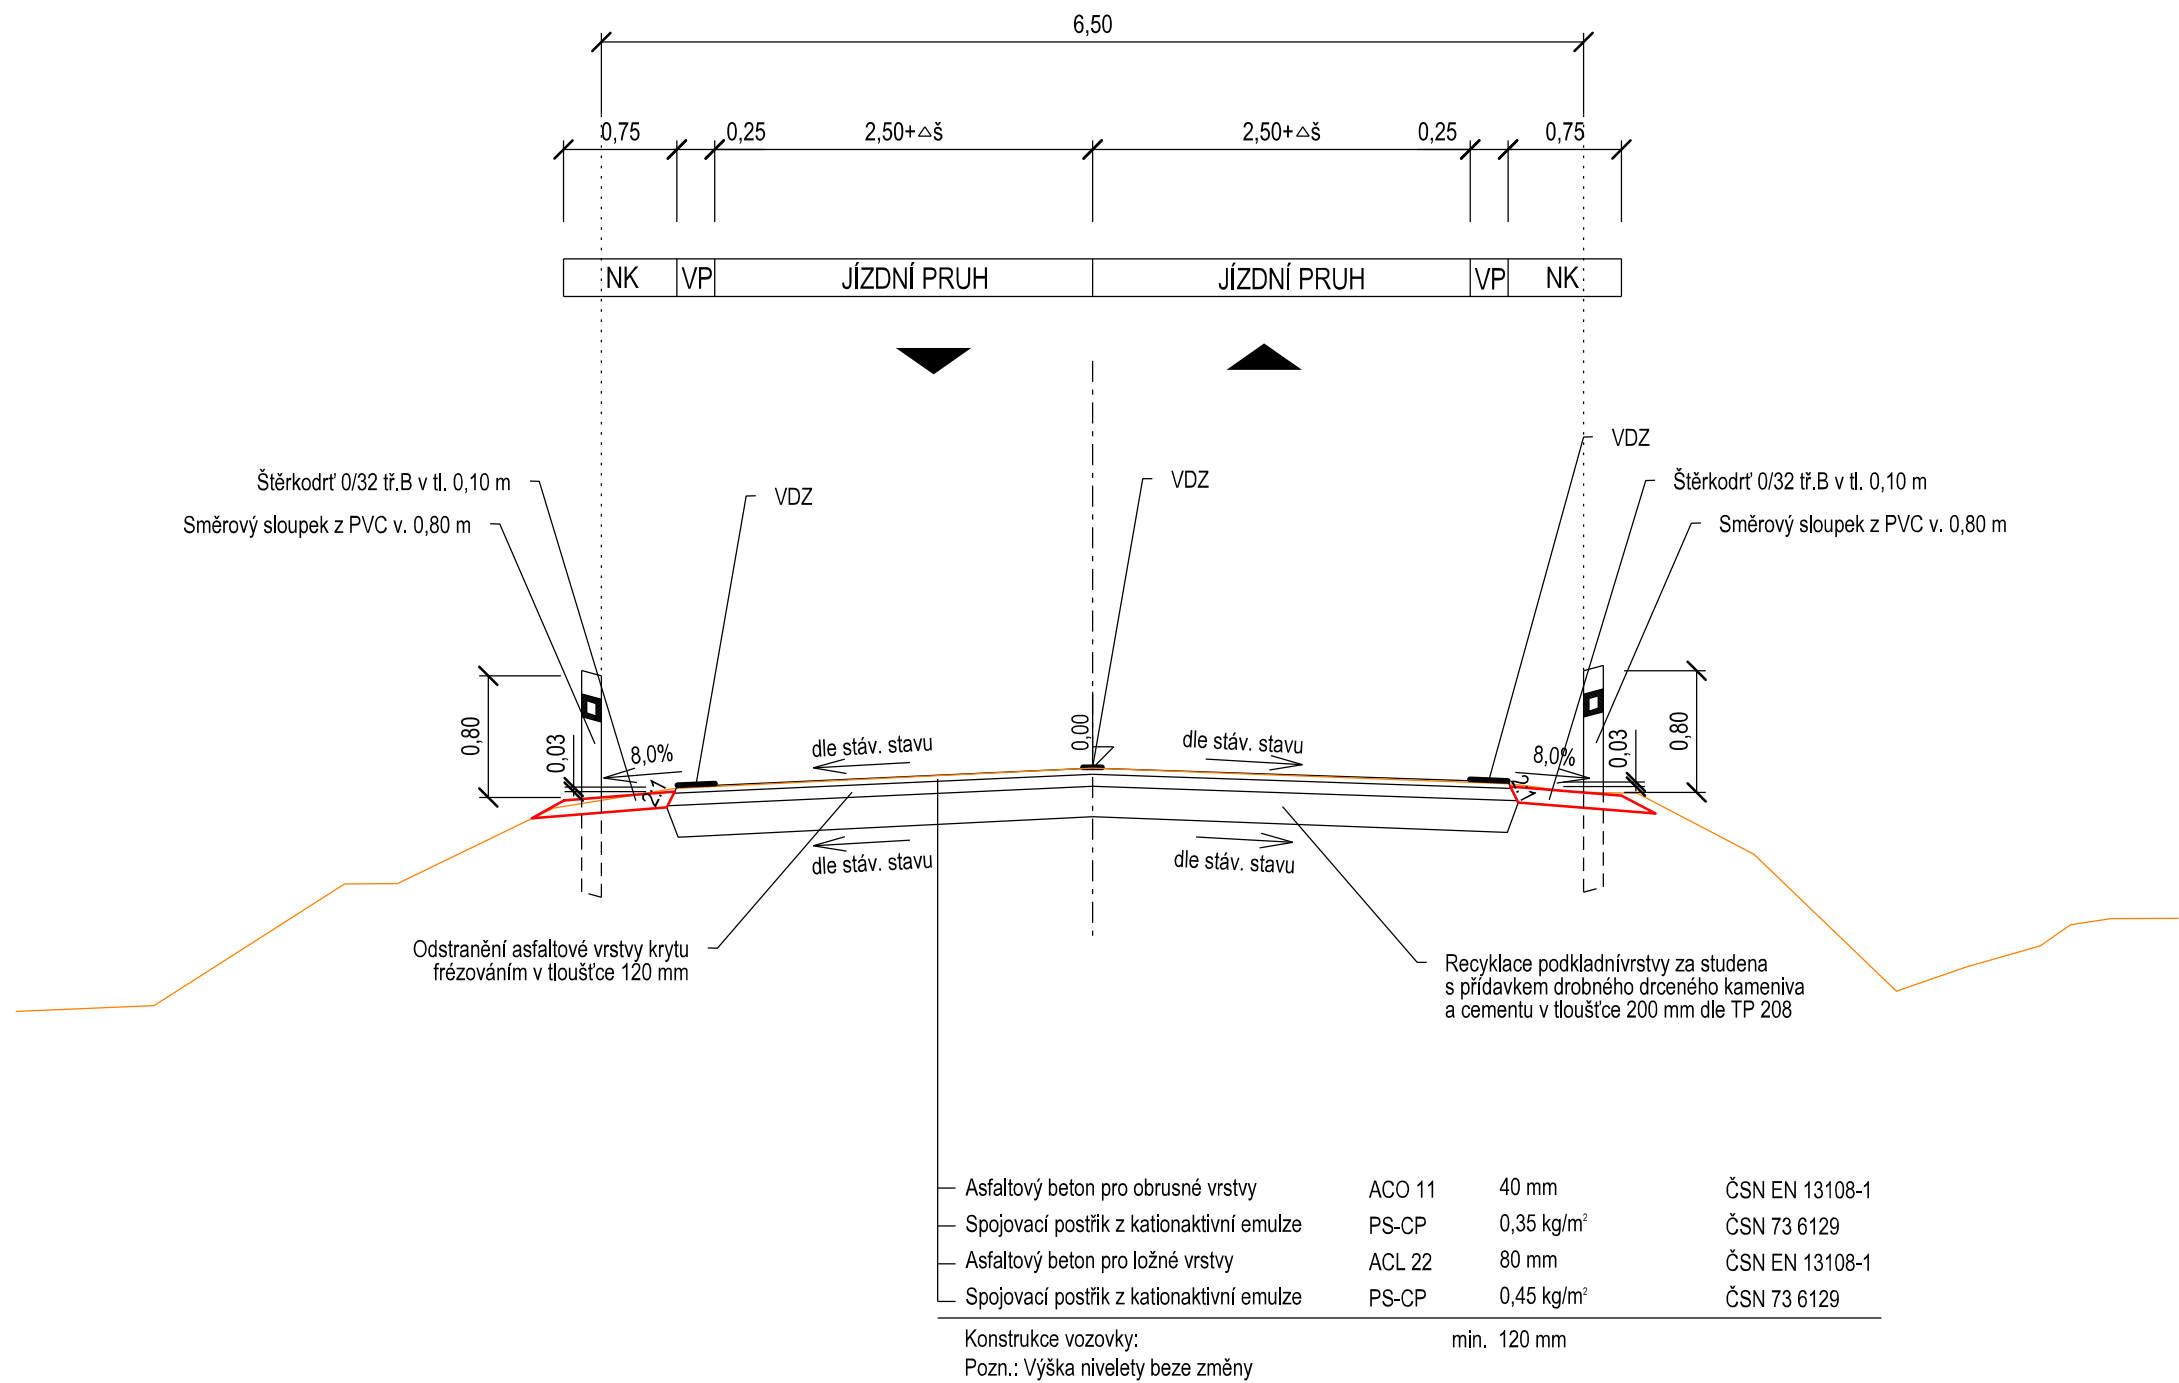 6,50
0,75 0,25 2,50+△š 2,50+△š 0,25 0,75
NK VP JÍZDNÍ PRUH JÍZDNÍ PRUH VP NK
VDZ
Štěrkodrť 0/32 tř.B v tl. 0,10 m VDZ VDZ Štěrkodrť 0/32 tř.B v tl. 0,10 m
Směrový sloupek z PVC v. 0,80 m Směrový sloupek z PVC v. 0,80 m
0,80 0,03 8,0% dle stáv. stavu 0,00 dle stáv. stavu 8,0% 0,03 0,80
2:1 2:1
dle stáv. stavu dle stáv. stavu
Odstranění asfaltové vrstvy krytu
frézováním v tloušťce 120 mm
Recyklace podkladnívrstvy za studena
s přídavkem drobného drceného kameniva
a cementu v tloušťce 200 mm dle TP 208
Asfaltový beton pro obrusné vrstvy ACO 11 40 mm ČSN EN 13108-1
Spojovací postřik z kationaktivní emulze PS-CP 0,35 kg/m² ČSN 73 6129
Asfaltový beton pro ložné vrstvy ACL 22 80 mm ČSN EN 13108-1
Spojovací postřik z kationaktivní emulze PS-CP 0,45 kg/m² ČSN 73 6129
Konstrukce vozovky: min. 120 mm
Pozn.: Výška nivelety beze změny